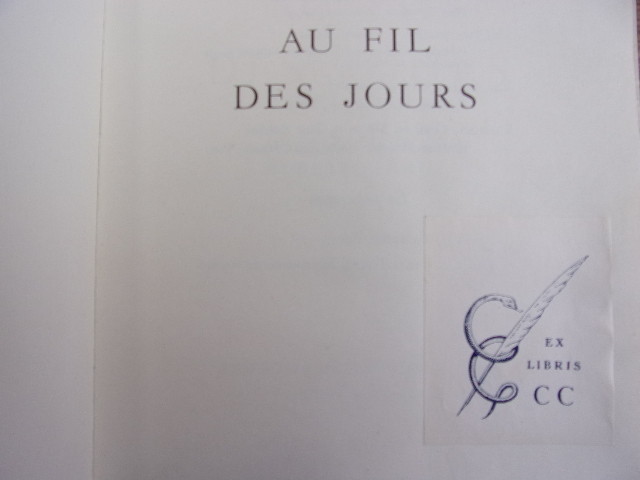 AU FIL
DES JOURS
EX
LIBRIS
CC